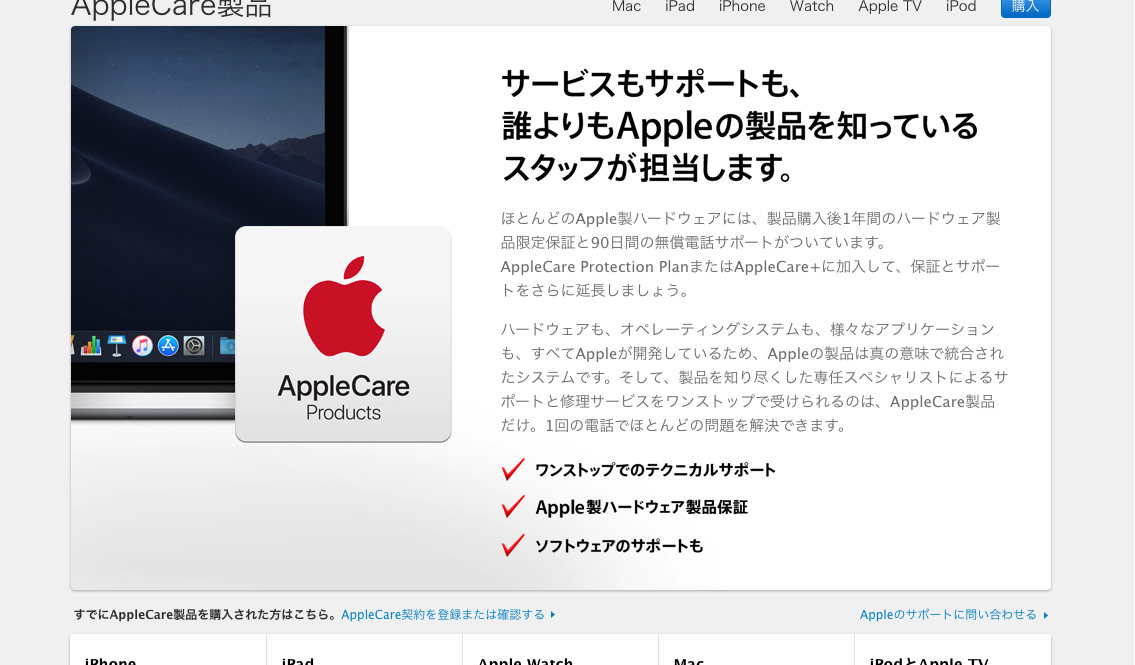 AppleCare製品
Mac iPad iPhone Watch Apple TV iPod 購入
サービスもサポートも、
誰よりもAppleの製品を知っている
スタッフが担当します。
ほとんどのApple製ハードウェアには、製品購入後1年間のハードウェア製
品限定保証と90日間の無償電話サポートがついています。
AppleCare Protection PlanまたはAppleCare+に加入して、保証とサポー
トをさらに延長しましょう。
ハードウェアも、オペレーティングシステムも、様々なアプリケーション
も、すべてAppleが開発しているため、Appleの製品は真の意味で統合され
たシステムです。そして、製品を知り尽くした専任スペシャリストによるサ
ポートと修理サービスをワンストップで受けられるのは、AppleCare製品
だけ。1回の電話でほとんどの問題を解決できます。
AppleCare
Products
ワンストップでのテクニカルサポート
Apple製ハードウェア製品保証
ソフトウェアのサポートも
すでにAppleCare製品を購入された方はこちら。AppleCare契約を登録または確認する
Appleのサポートに問い合わせる
iPhone iPad Apple Watch Mac iPodとApple TV